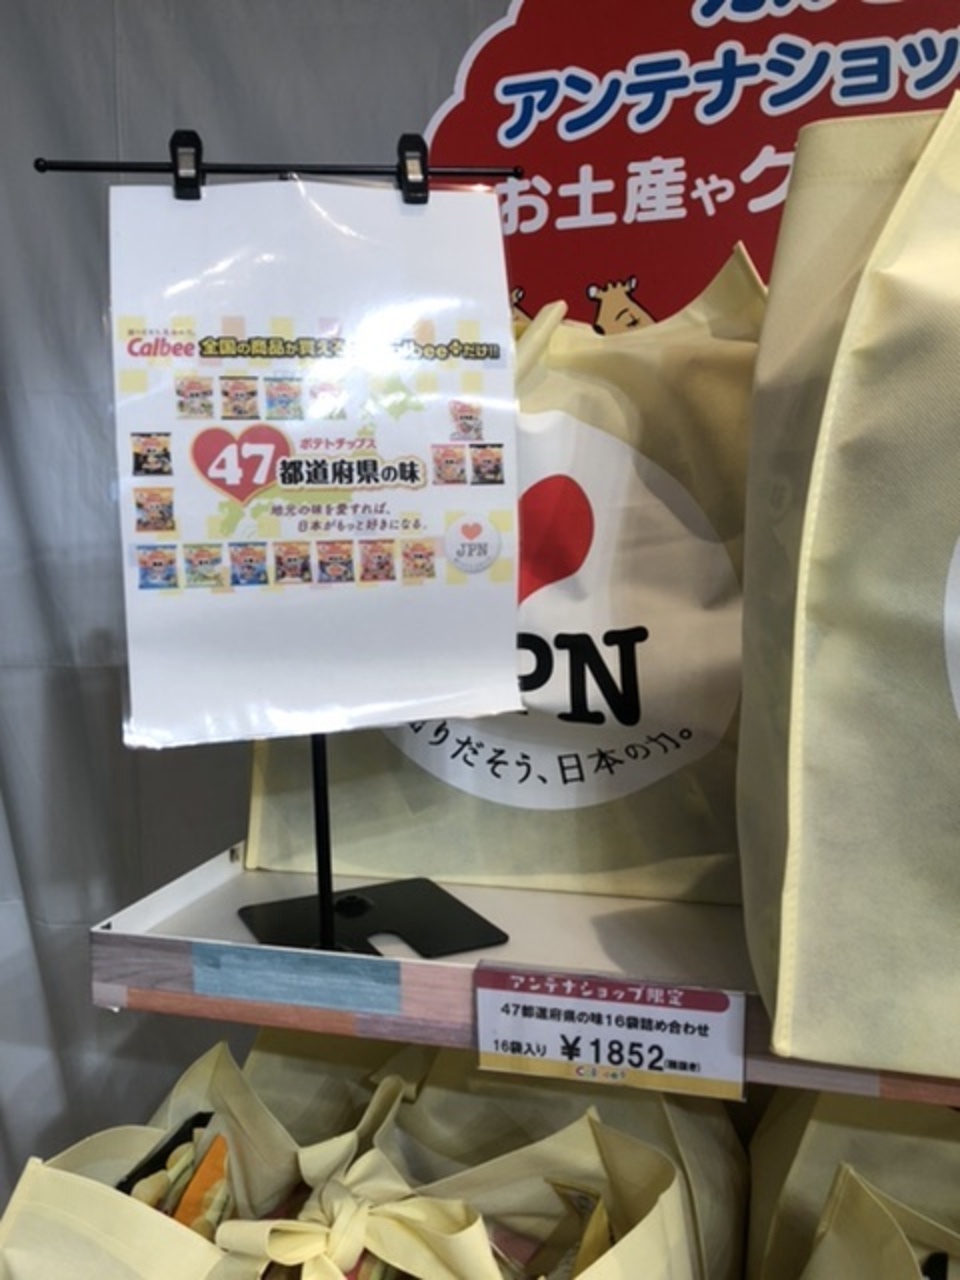 アンテナショッ
お土産やク
Calbee 全国の商品が買え
だけ!!
ポテトチップス
47都道府県の味
地元の味を愛すれば、
日本がもっと好きになる。
JPN
PN
りだそう、日本の力。
アンテナショップ限定
47都道府県の味16袋詰め合わせ
16袋入り ¥1852(税抜き)